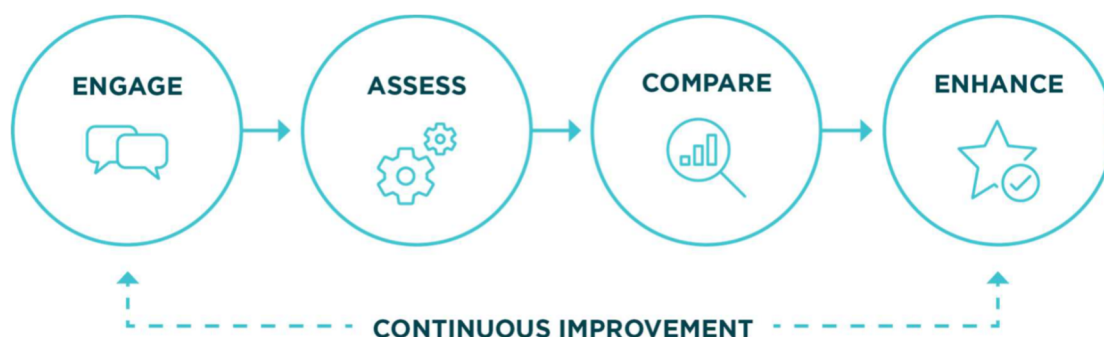 ENGAGE
ASSESS
COMPARE
ENHANCE
CONTINUOUS IMPROVEMENT